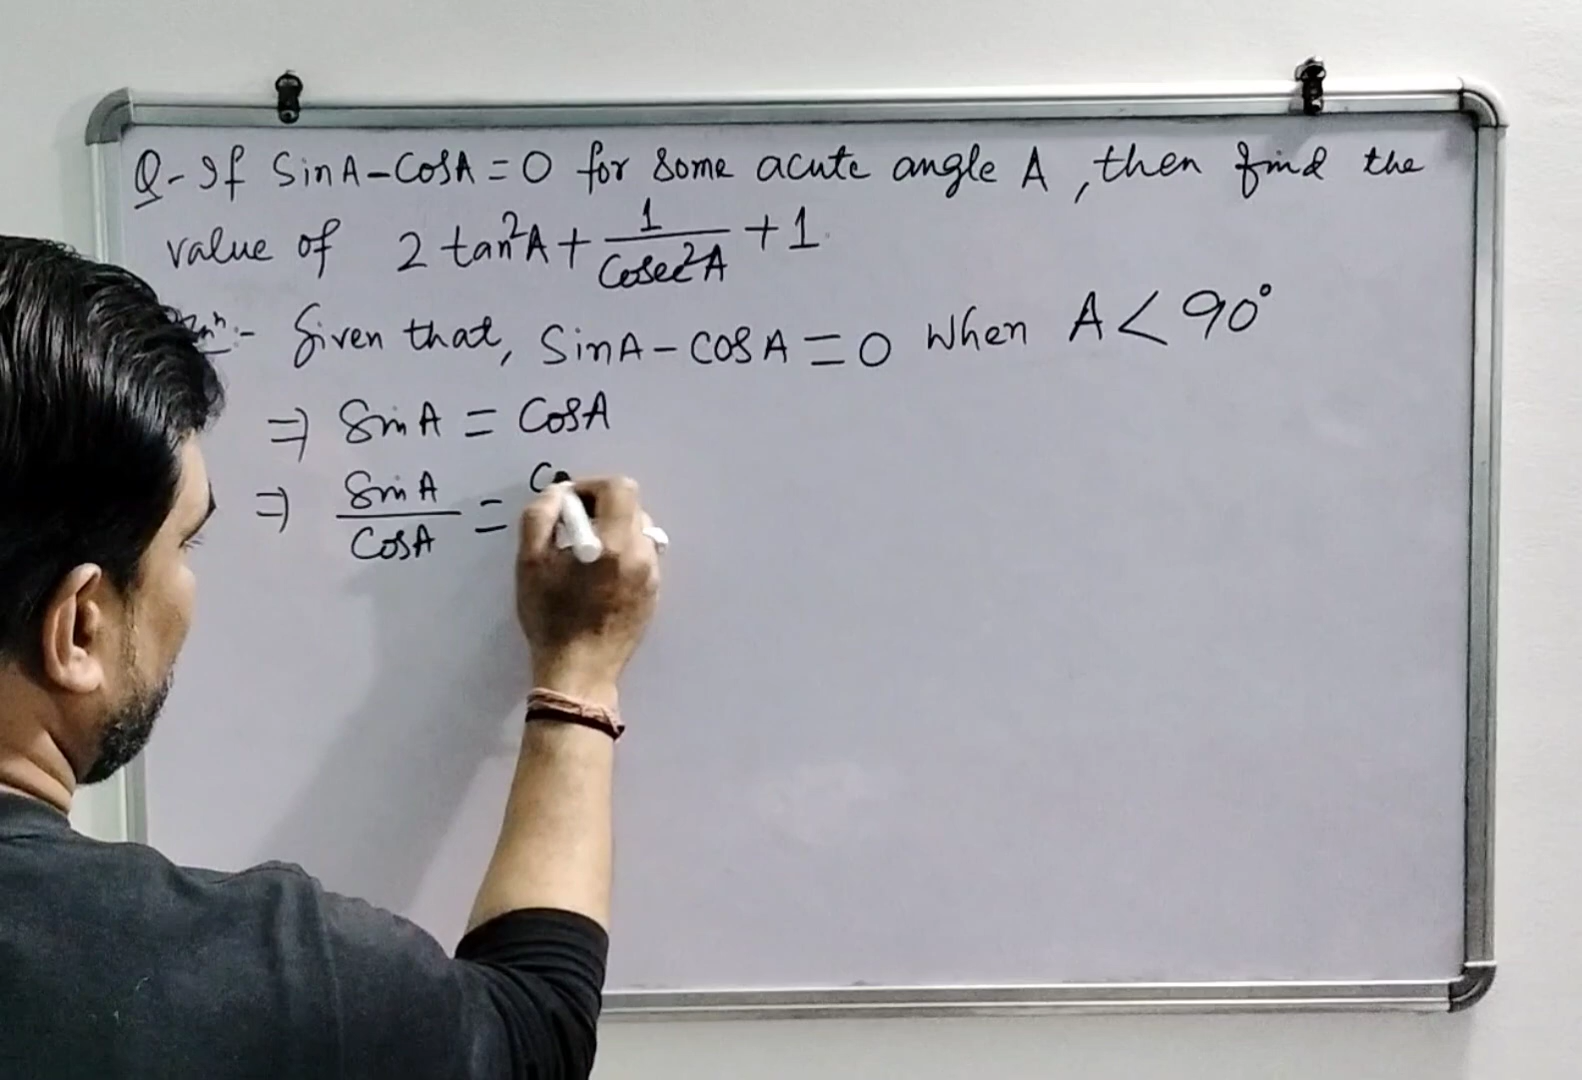 Q- If SinA-CosA = 0 for some acute angle A, then find the
value of 2 tan²A + 1/Cosec²A + 1
:- Given that, SinA - COSA = 0 When A < 90°
⇒ SinA = CosA
⇒ SinA/CosA =